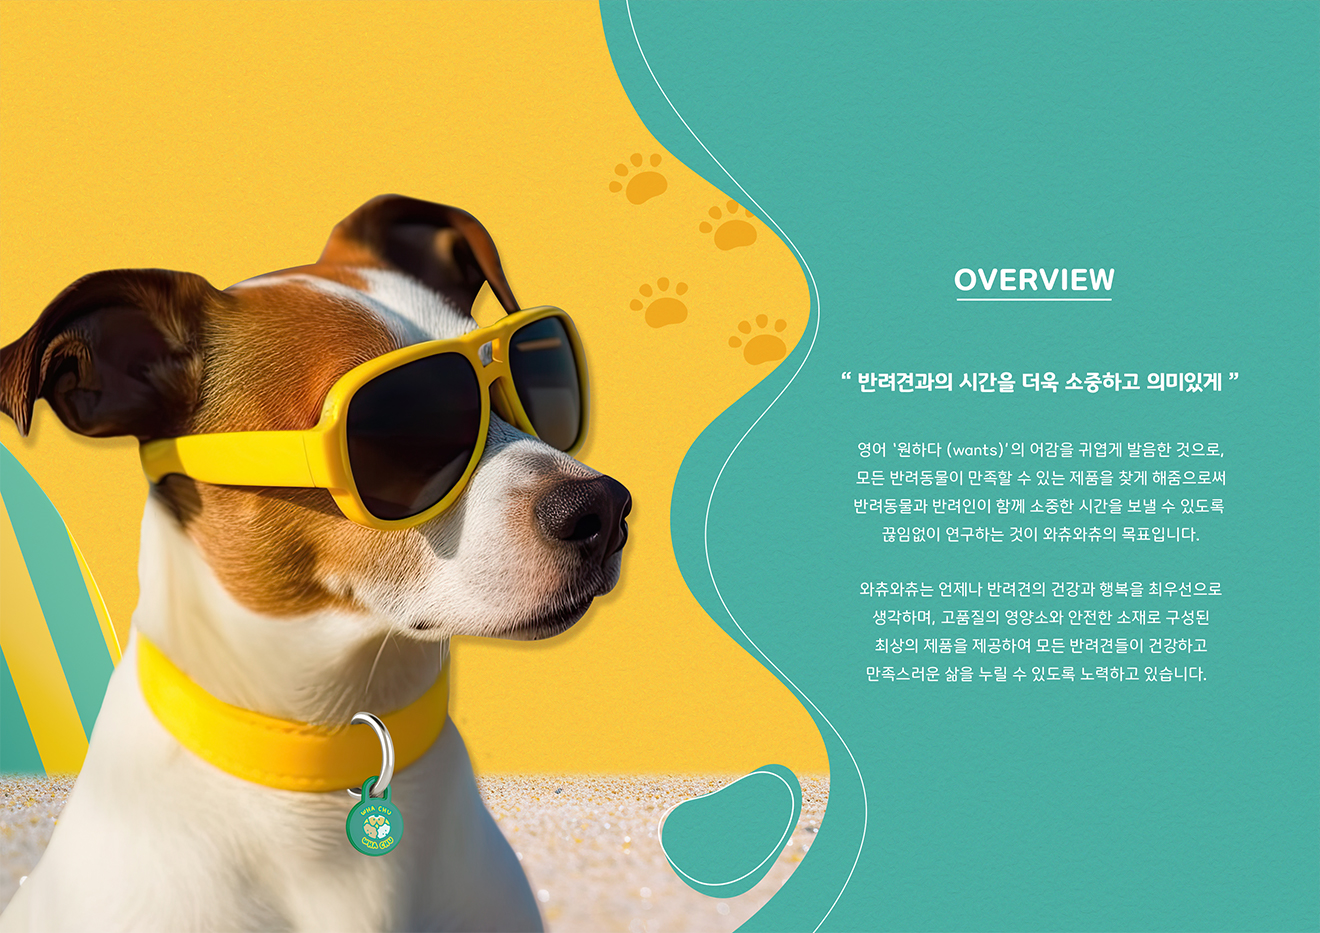 OVERVIEW
“ 반려견과의 시간을 더욱 소중하고 의미있게 ”
영어 ‘원하다 (wants)’의 어감을 귀엽게 발음한 것으로,
모든 반려동물이 만족할 수 있는 제품을 찾게 해줌으로써
반려동물과 반려인이 함께 소중한 시간을 보낼 수 있도록
끊임없이 연구하는 것이 와츄와츄의 목표입니다.
와츄와츄는 언제나 반려견의 건강과 행복을 최우선으로
생각하며, 고품질의 영양소와 안전한 소재로 구성된
최상의 제품을 제공하여 모든 반려견들이 건강하고
만족스러운 삶을 누릴 수 있도록 노력하고 있습니다.
WHA CHU
WHA CHU